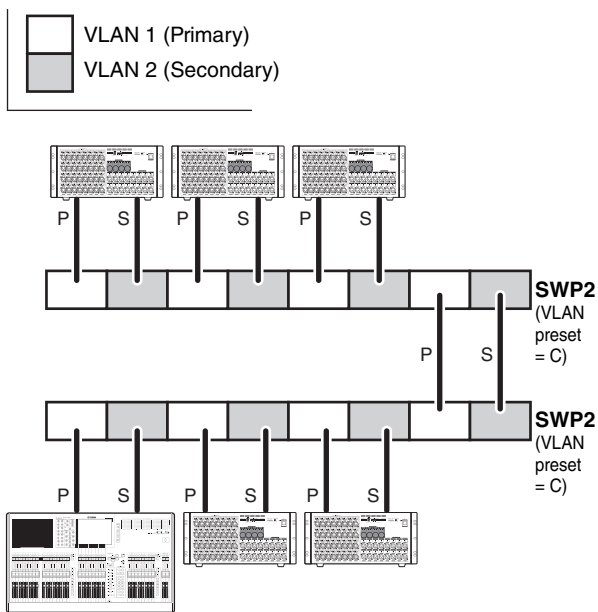 VLAN 1 (Primary)
VLAN 2 (Secondary)
P S P S P S
SWP2
(VLAN
preset
= C)
P S
SWP2
(VLAN
preset
= C)
P S P S P S